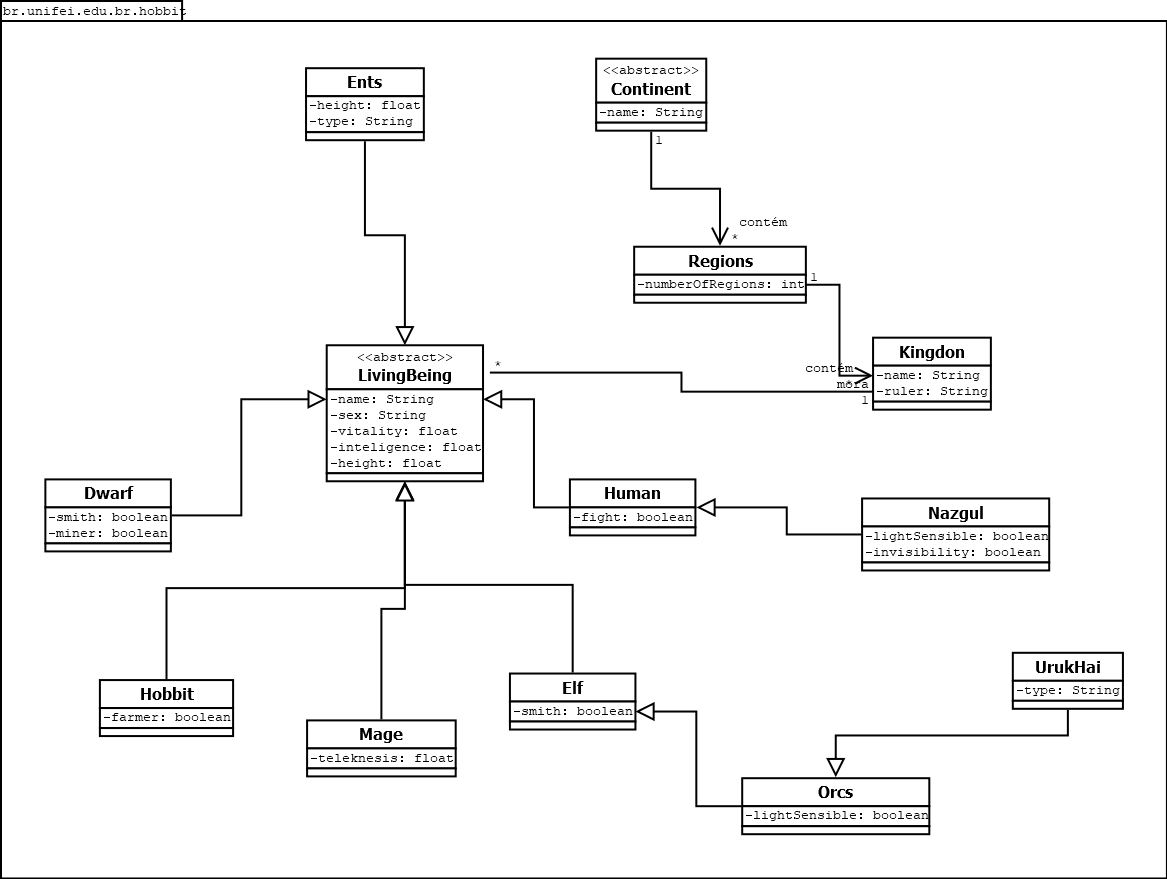 br.unifei.edu.br.hobbit
Ents
-height: float
-type: String
<<abstract>>
Continent
-name: String
1
contém
*
Regions
-numberOfRegions: int
1
Kingdon
-name: String
-ruler: String
contém
*
mora
1
*
<<abstract>>
LivingBeing
-name: String
-sex: String
-vitality: float
-inteligence: float
-height: float
Dwarf
-smith: boolean
-miner: boolean
Human
-fight: boolean
Nazgul
-lightSensible: boolean
-invisibility: boolean
Hobbit
-farmer: boolean
Mage
-teleknesis: float
Elf
-smith: boolean
UrukHai
-type: String
Orcs
-lightSensible: boolean